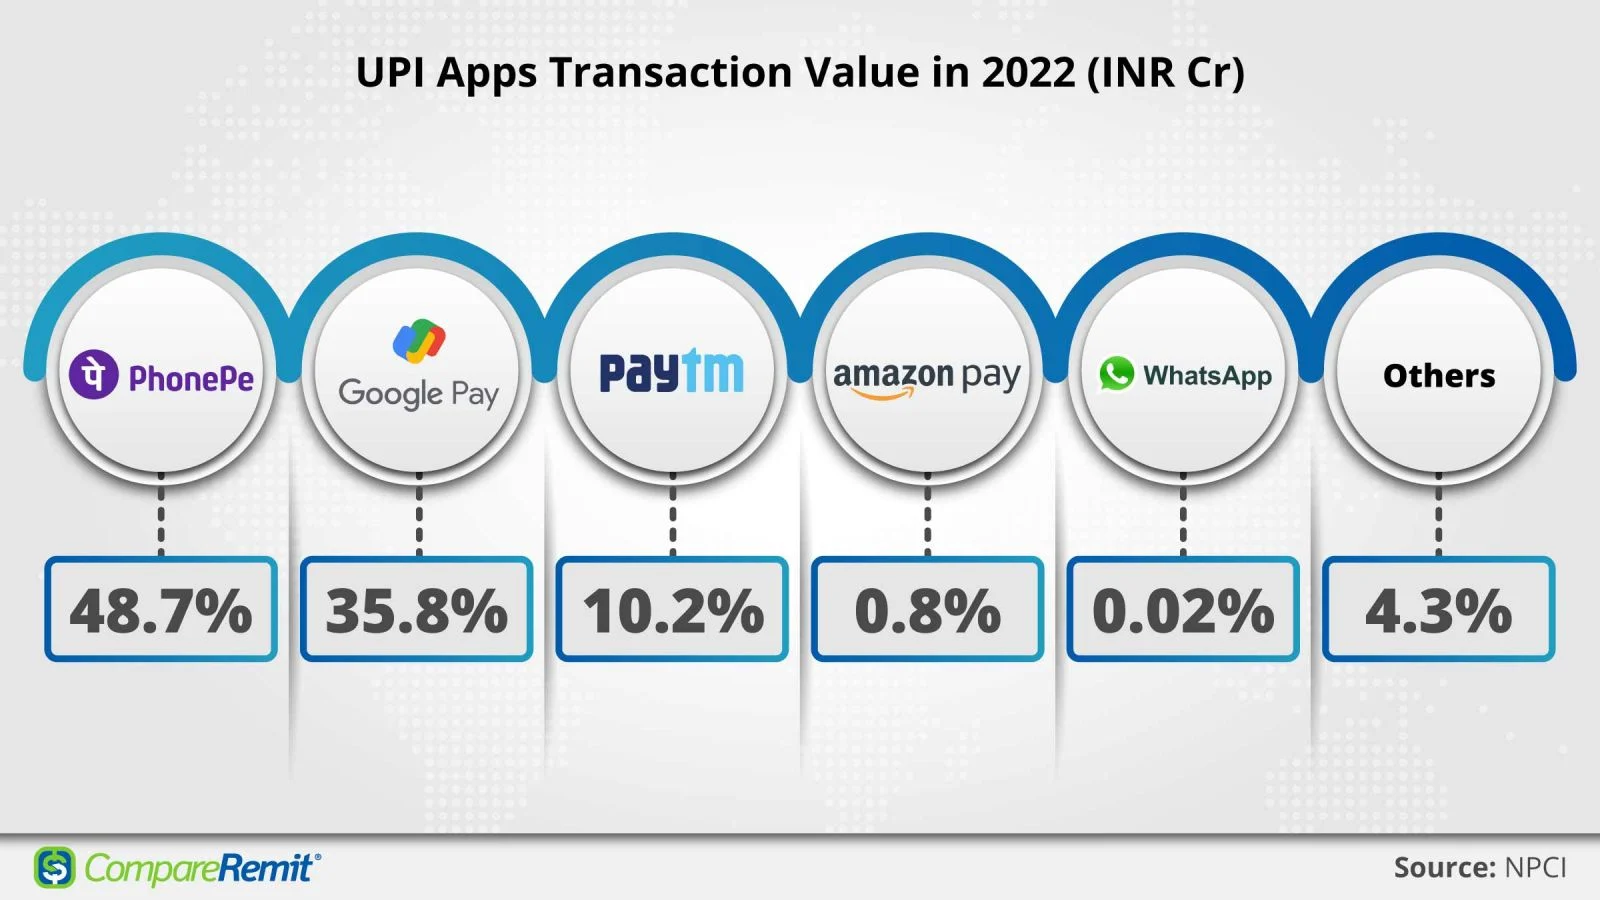 UPI Apps Transaction Value in 2022 (INR Cr)
पे PhonePe
Google Pay
paytm
amazon pay
WhatsApp
Others
48.7%
35.8%
10.2%
0.8%
0.02%
4.3%
$ CompareRemit®
Source: NPCI